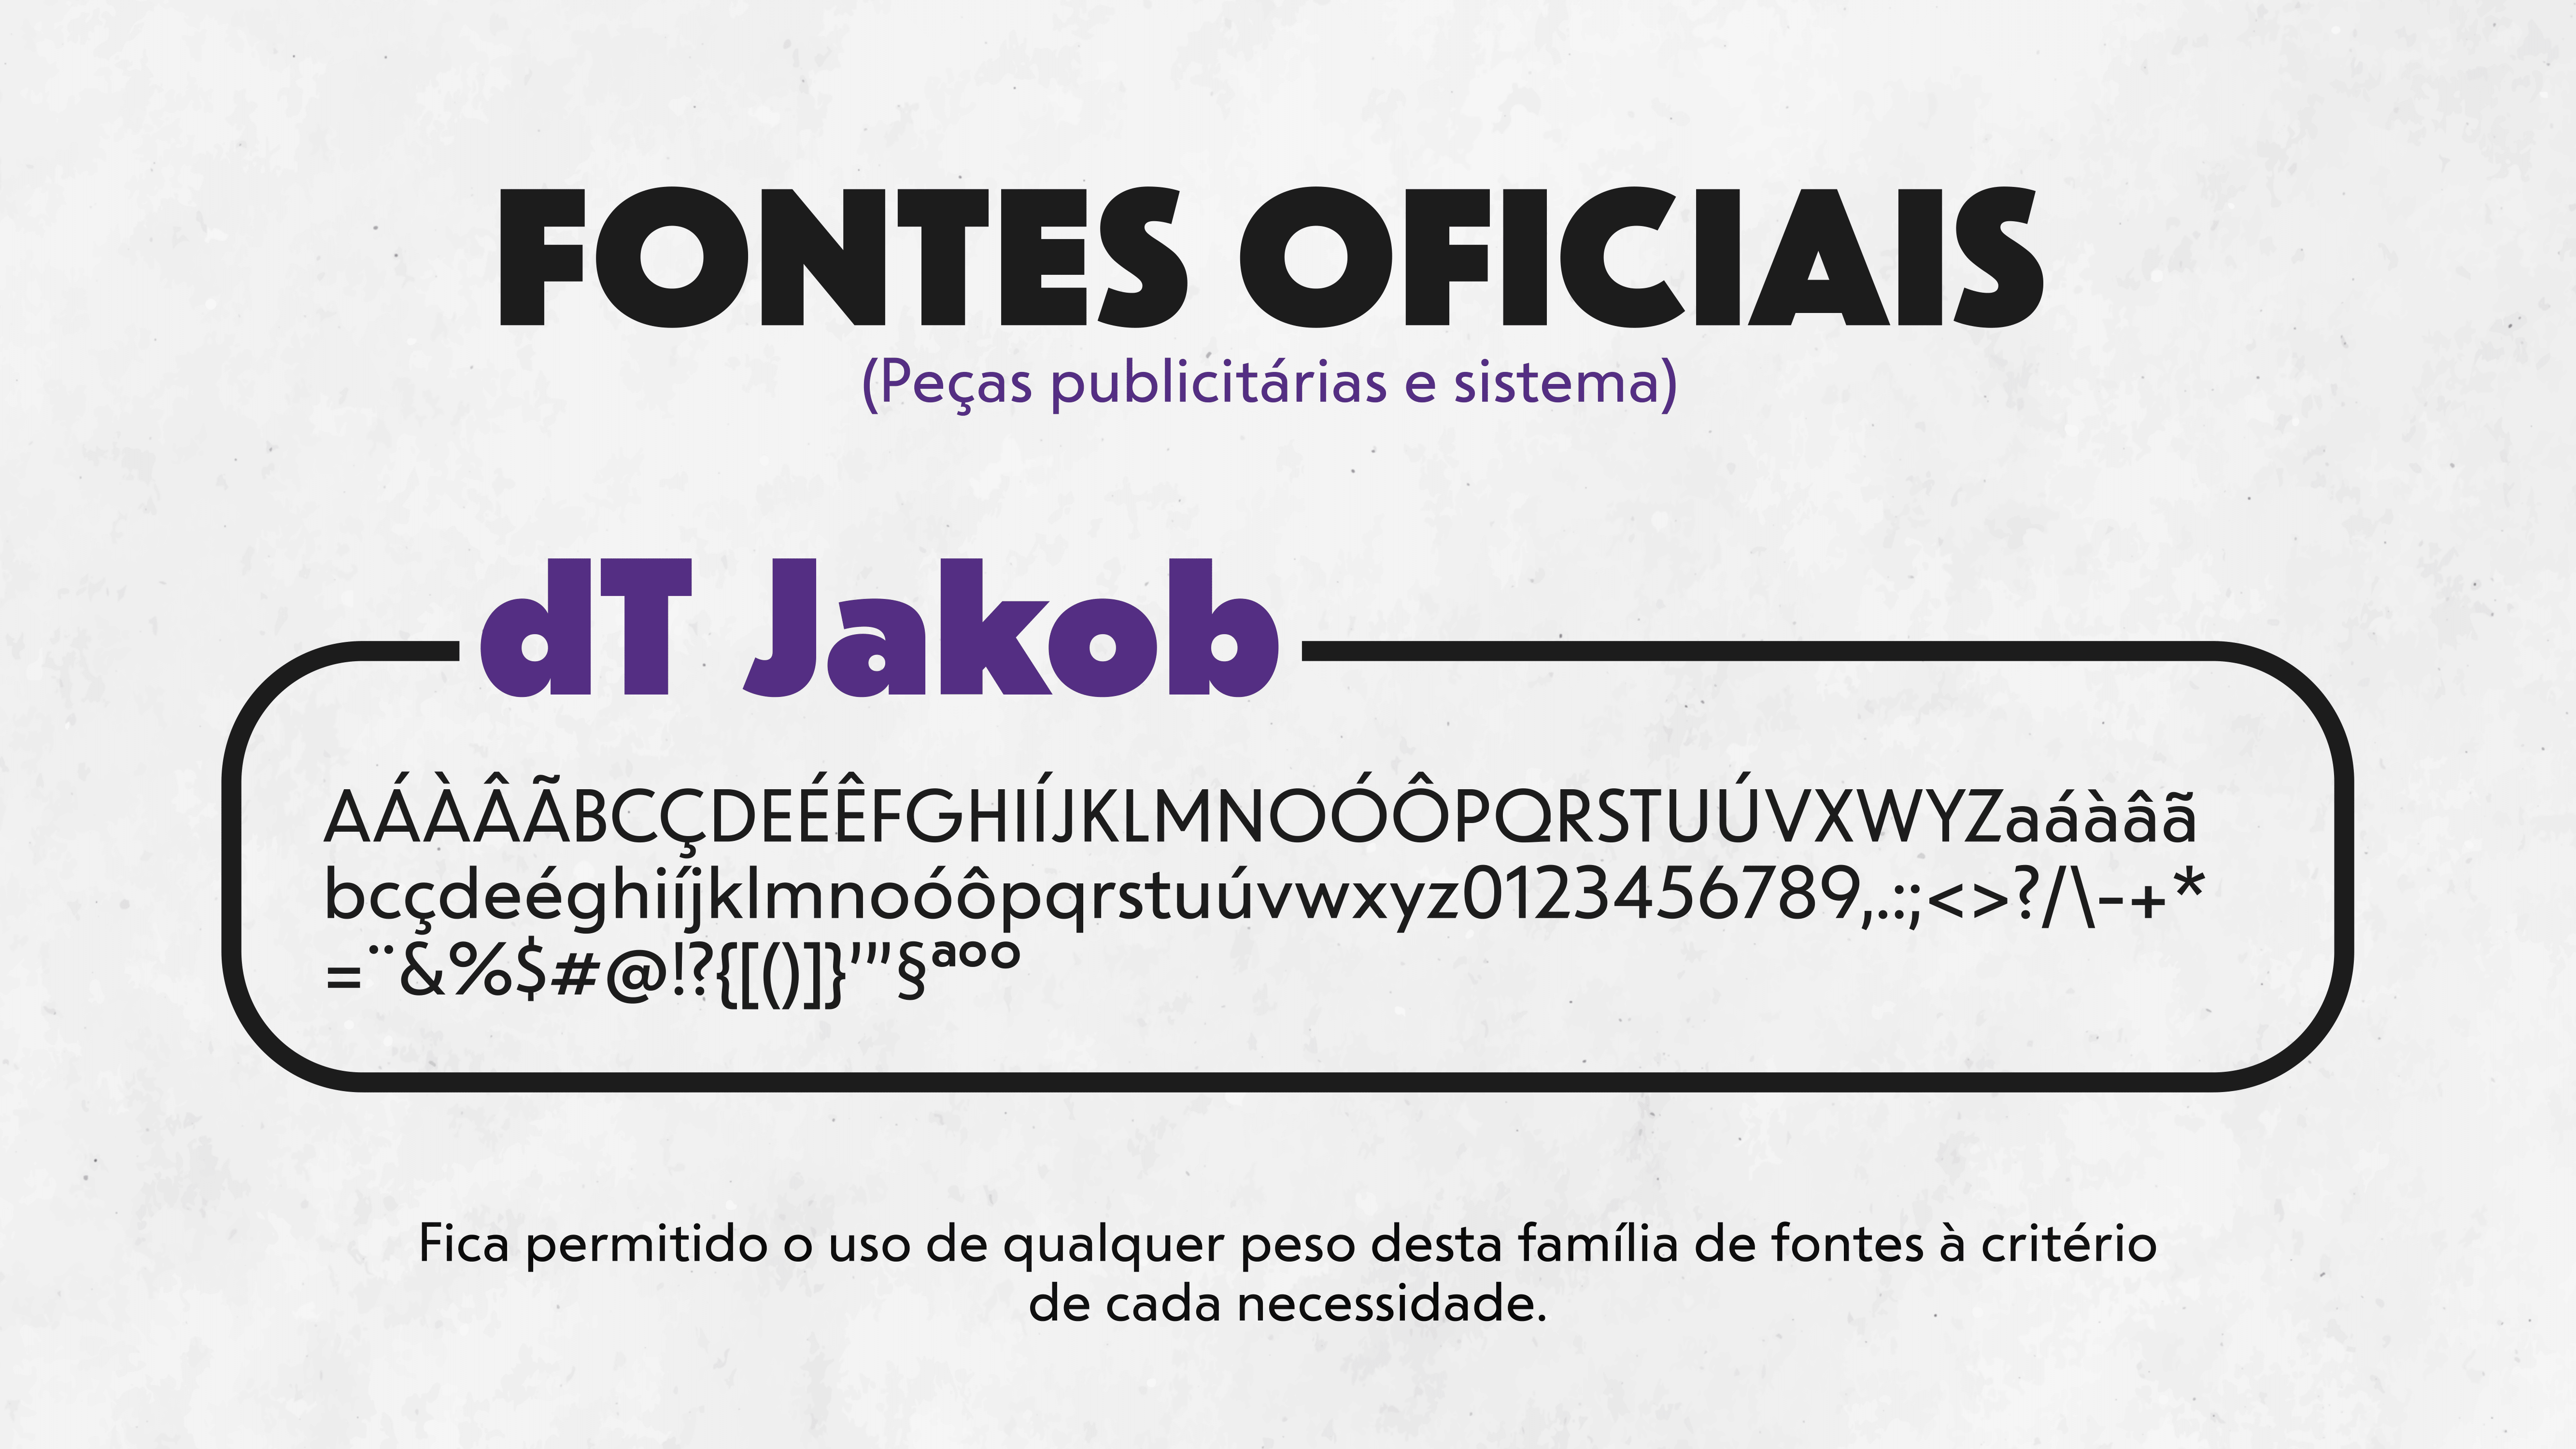 FONTES OFICIAIS
(Peças publicitárias e sistema)
dT Jakob
AÁÀÂÃBCÇDEÉÊFGHIÍJKLMNOÓÔPQRSTUÚVXWYZaáàâã
bcçdeéghiíjklmnoóôpqrstuúvwxyz0123456789,.:;<>?/\-+*
=¨&%$#@!?{[()]}'"§ªºº
Fica permitido o uso de qualquer peso desta família de fontes à critério
de cada necessidade.